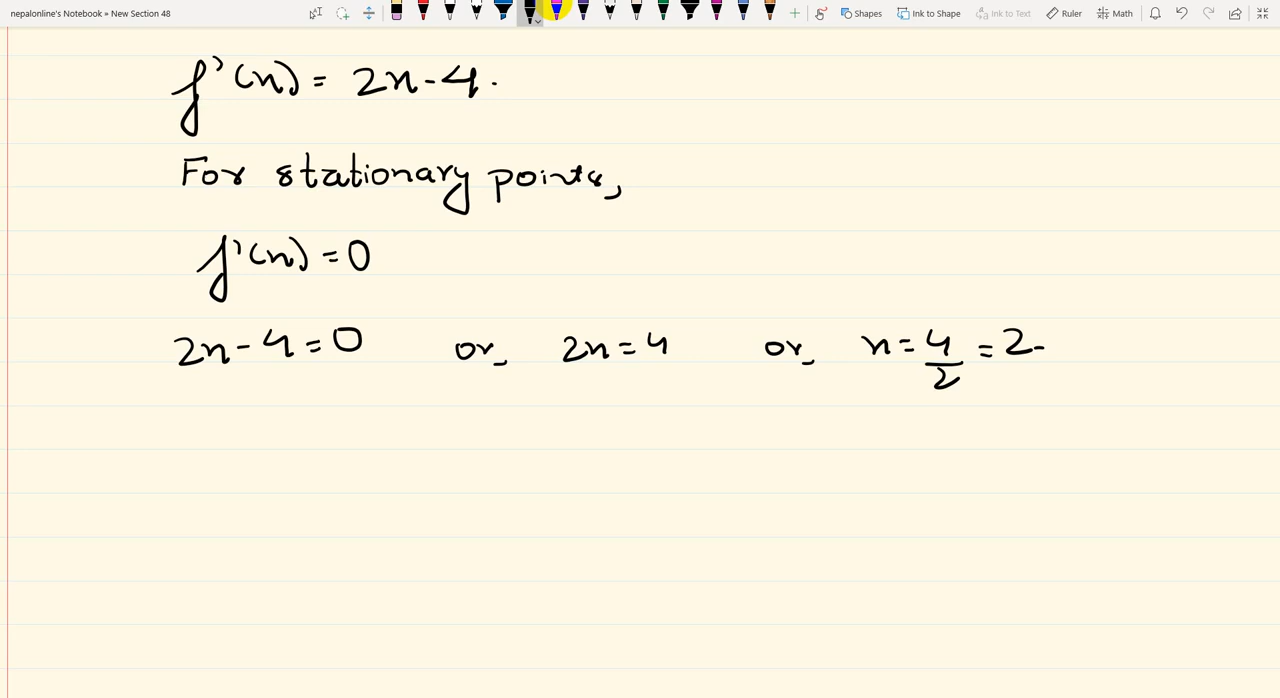 nepalonline's Notebook » New Section 48
Shapes Ink to Shape Ink to Text Ruler Math
f'(x) = 2x - 4.
For stationary points,
f'(x) = 0
2x - 4 = 0 or, 2x = 4 or, x = 4/2 = 2.